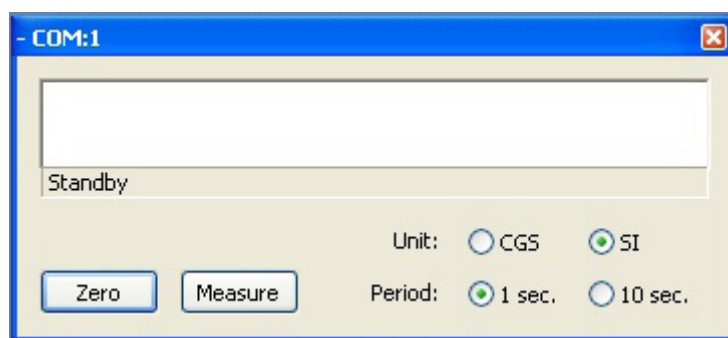 - COM:1
Standby
Unit: CGS SI
Zero Measure Period: 1 sec. 10 sec.